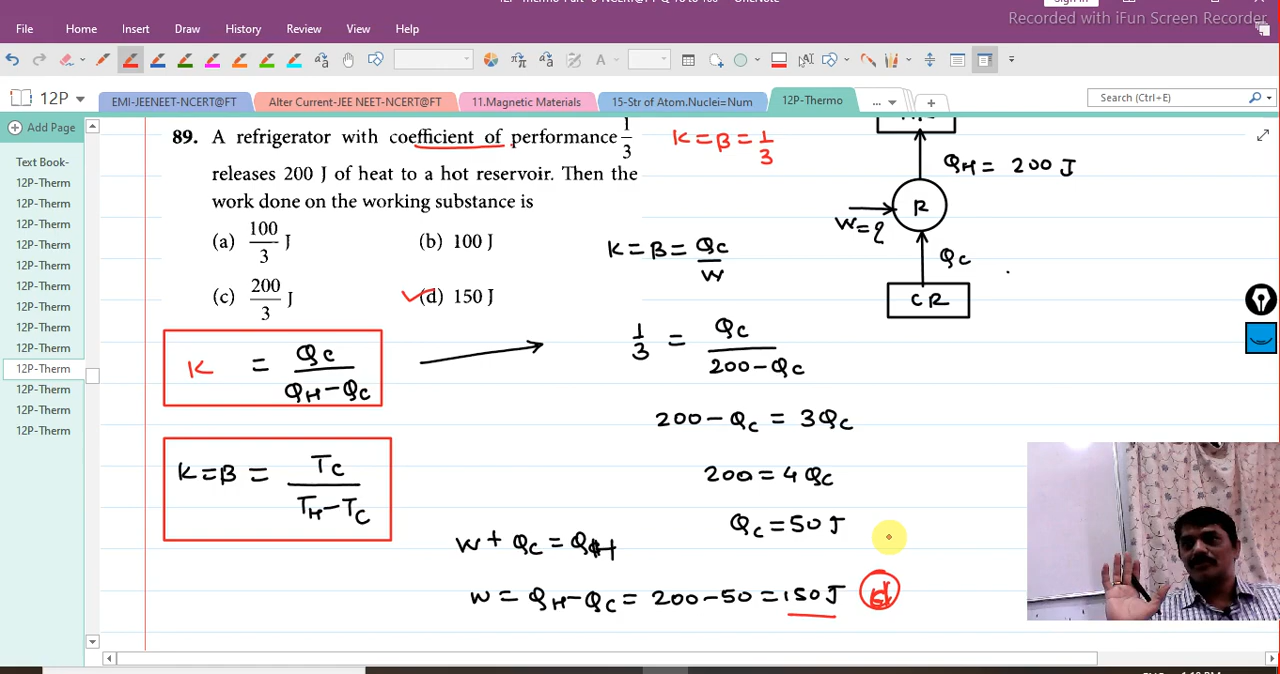 Recorded with iFun Screen Recorder
File Home Insert Draw History Review View Help
12P
EMI-JEENEET-NCERT@FT
Alter Current-JEE NEET-NCERT@FT
11.Magnetic Materials
15-Str of Atom.Nuclei=Num
12P-Thermo
...
Search (Ctrl+E)
Add Page
Text Book-
12P-Therm
12P-Therm
12P-Therm
12P-Therm
12P-Therm
12P-Therm
12P-Therm
12P-Therm
12P-Therm
12P-Therm
12P-Therm
12P-Therm
12P-Therm
89. A refrigerator with coefficient of performance 1/3
releases 200 J of heat to a hot reservoir. Then the
work done on the working substance is
(a) 100/3 J (b) 100 J
(c) 200/3 J (d) 150 J
K = QC/(QH-QC)
K=β = TC/(TH-TC)
K=β=1/3
K=β=QC/W
1/3 = QC/(200-QC)
200-QC = 3QC
200=4QC
QC=50J
W+QC=QH
W= QH-QC= 200-50=150J d
QH= 200 J
R
W=?
QC
CR